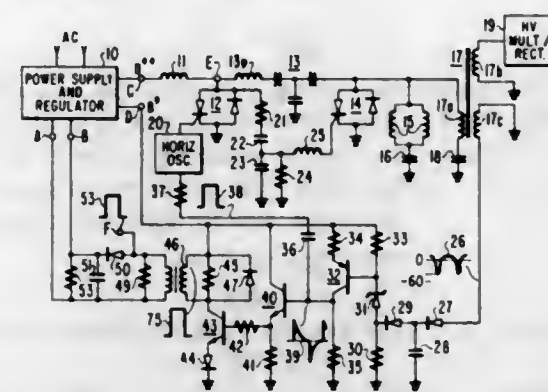 AC
10
POWER SUPPLY
AND
REGULATOR
C
D
A
B
11
E
13a
13
17
19
HV
MULT/
RECT.
17b
17a
17c
12
20
HORIZ
OSC.
21
22
23
24
25
14
15
16
18
37
38
53
F
50
51
53
49
46
75
45
47
43
44
42
41
40
36
39
34
33
32
31
35
30
29
27
28
26
0
-60